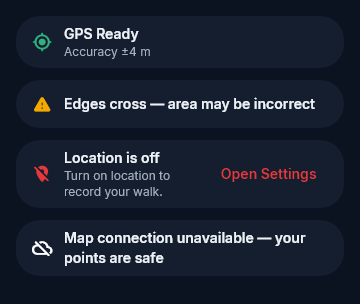 GPS Ready
Accuracy ±4 m
Edges cross — area may be incorrect
Location is off
Turn on location to
record your walk.
Open Settings
Map connection unavailable — your
points are safe